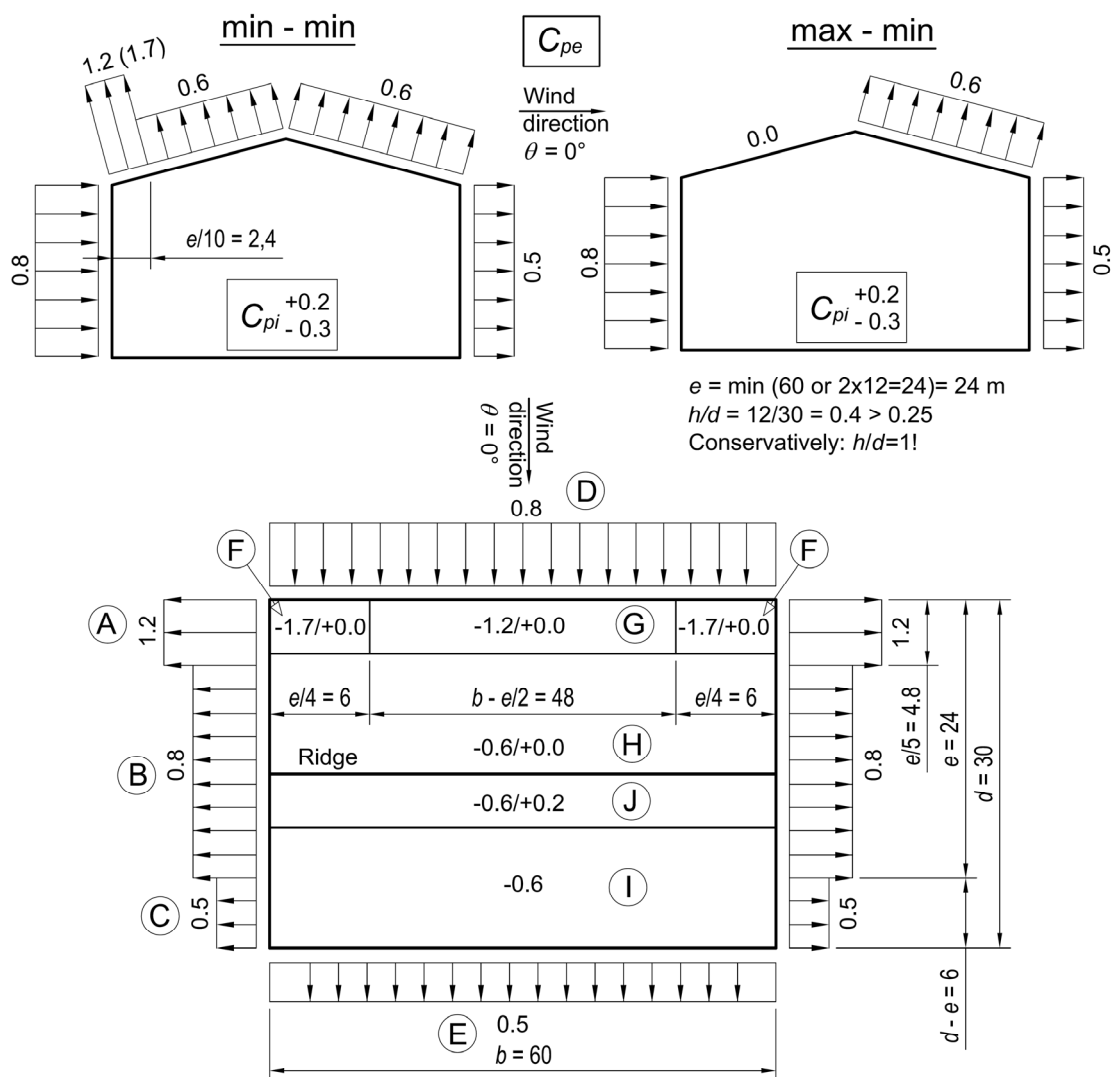 min - min
Cpe
max - min
1.2 (1.7)
0.6
0.6
Wind
direction
θ = 0°
0.0
0.6
0.8
e/10 = 2,4
Cpi +0.2
- 0.3
0.5
0.8
Cpi +0.2
- 0.3
0.5
e = min (60 or 2x12=24)= 24 m
h/d = 12/30 = 0.4 > 0.25
Conservatively: h/d=1!
Wind
direction
θ = 0°
D
0.8
F
F
A
1.2
-1.7/+0.0
-1.2/+0.0
G
-1.7/+0.0
1.2
e/4 = 6
b - e/2 = 48
e/4 = 6
e/5 = 4.8
e = 24
d = 30
-0.6/+0.0
H
Ridge
B
0.8
0.8
-0.6/+0.2
J
-0.6
I
C
0.5
0.5
d - e = 6
E
0.5
b = 60